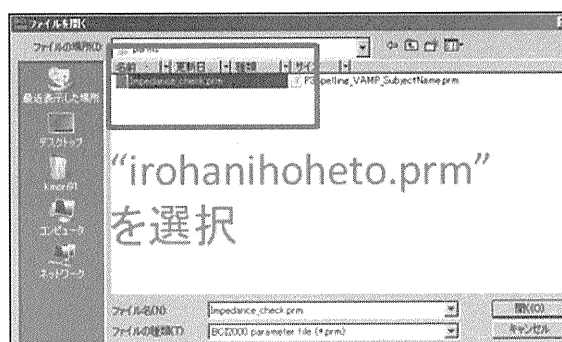 ファイルを開く
ファイルの場所(I): parms
名前 更新日 種類 サイズ
Impedance_check.prm P3Spelling_VAMP_SubjectName.prm
最近表示した場所
デスクトップ
コンピュータ
ネットワーク
“irohanihoheto.prm”
を選択
ファイル名(N): Impedance_check.prm 開く(O)
ファイルの種類(T): BCI2000 parameter file (*.prm) キャンセル